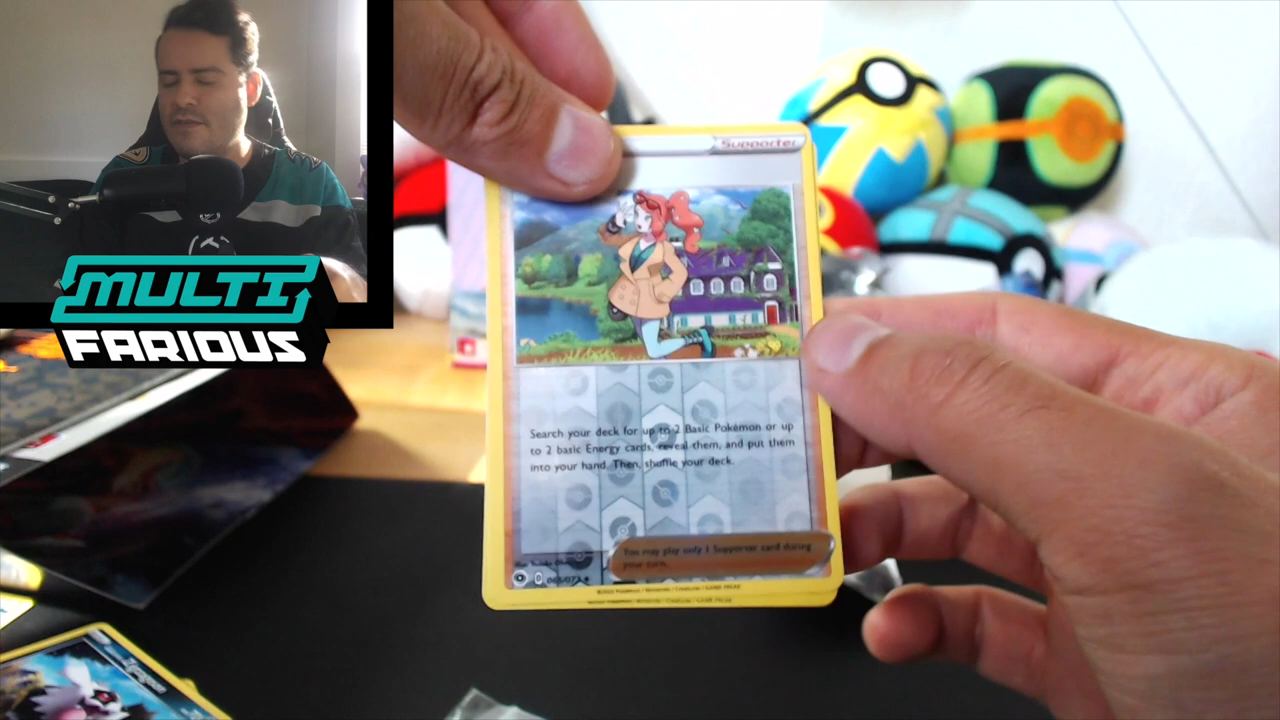 Supporter
MULTI
FARIOUS
Search your deck for up to 2 Basic Pokémon or up
to 2 basic Energy cards, reveal them, and put them
into your hand. Then, shuffle your deck.
You may play only 1 Supporter card during
your turn.